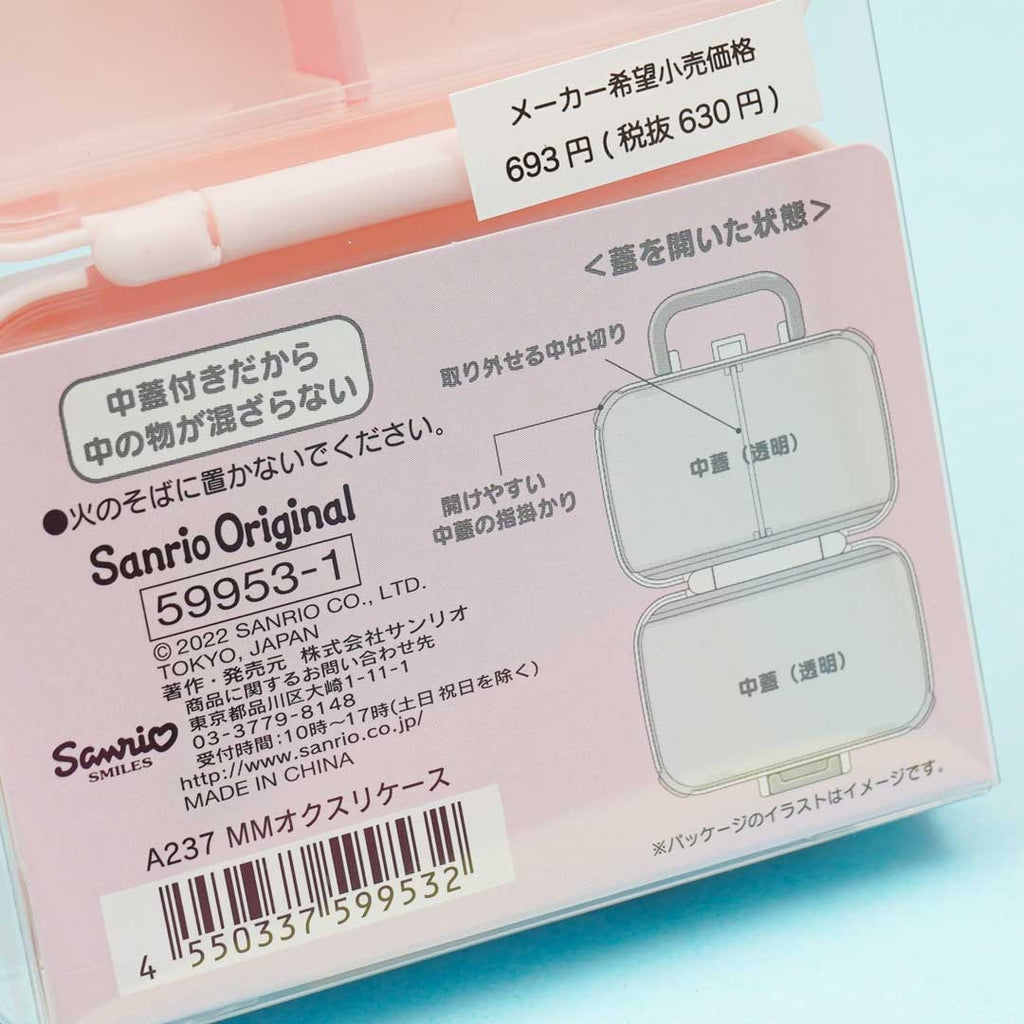 メーカー希望小売価格
693円(税抜630円)
<蓋を開いた状態>
中蓋付きだから
中の物が混ざらない
取り外せる中仕切り
中蓋(透明)
開けやすい
中蓋の指掛かり
●火のそばに置かないでください。
Sanrio Original
59953-1
© 2022 SANRIO CO., LTD.
TOKYO, JAPAN
著作・発売元 株式会社サンリオ
商品に関するお問い合わせ先
東京都品川区大崎1-11-1
03-3779-8148
受付時間:10時〜17時(土日 祝日を除く)
http://www.sanrio.co.jp/
MADE IN CHINA
Sanrio
SMILES
中蓋(透明)
※パッケージのイラストはイメージです。
A237 MMオクスリケース
4 550337 599532